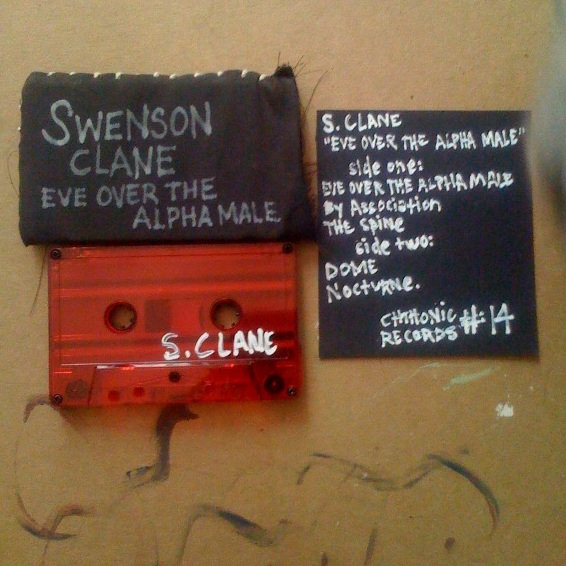 SWENSON
CLANE
EVE OVER THE
ALPHA MALE
S. CLANE
S. CLANE
"EVE OVER THE ALPHA MALE"
side one:
EVE OVER THE ALPHA MALE
By Association
THE SPINE
side two:
DOME
NOCTURNE.
CHTHONIC
RECORDS #:14